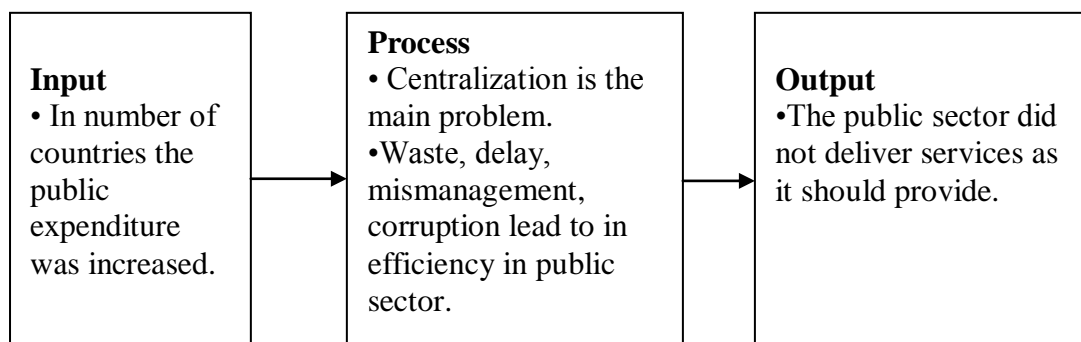 Input
• In number of
countries the
public
expenditure
was increased.
Process
• Centralization is the
main problem.
•Waste, delay,
mismanagement,
corruption lead to in
efficiency in public
sector.
Output
•The public sector did
not deliver services as
it should provide.